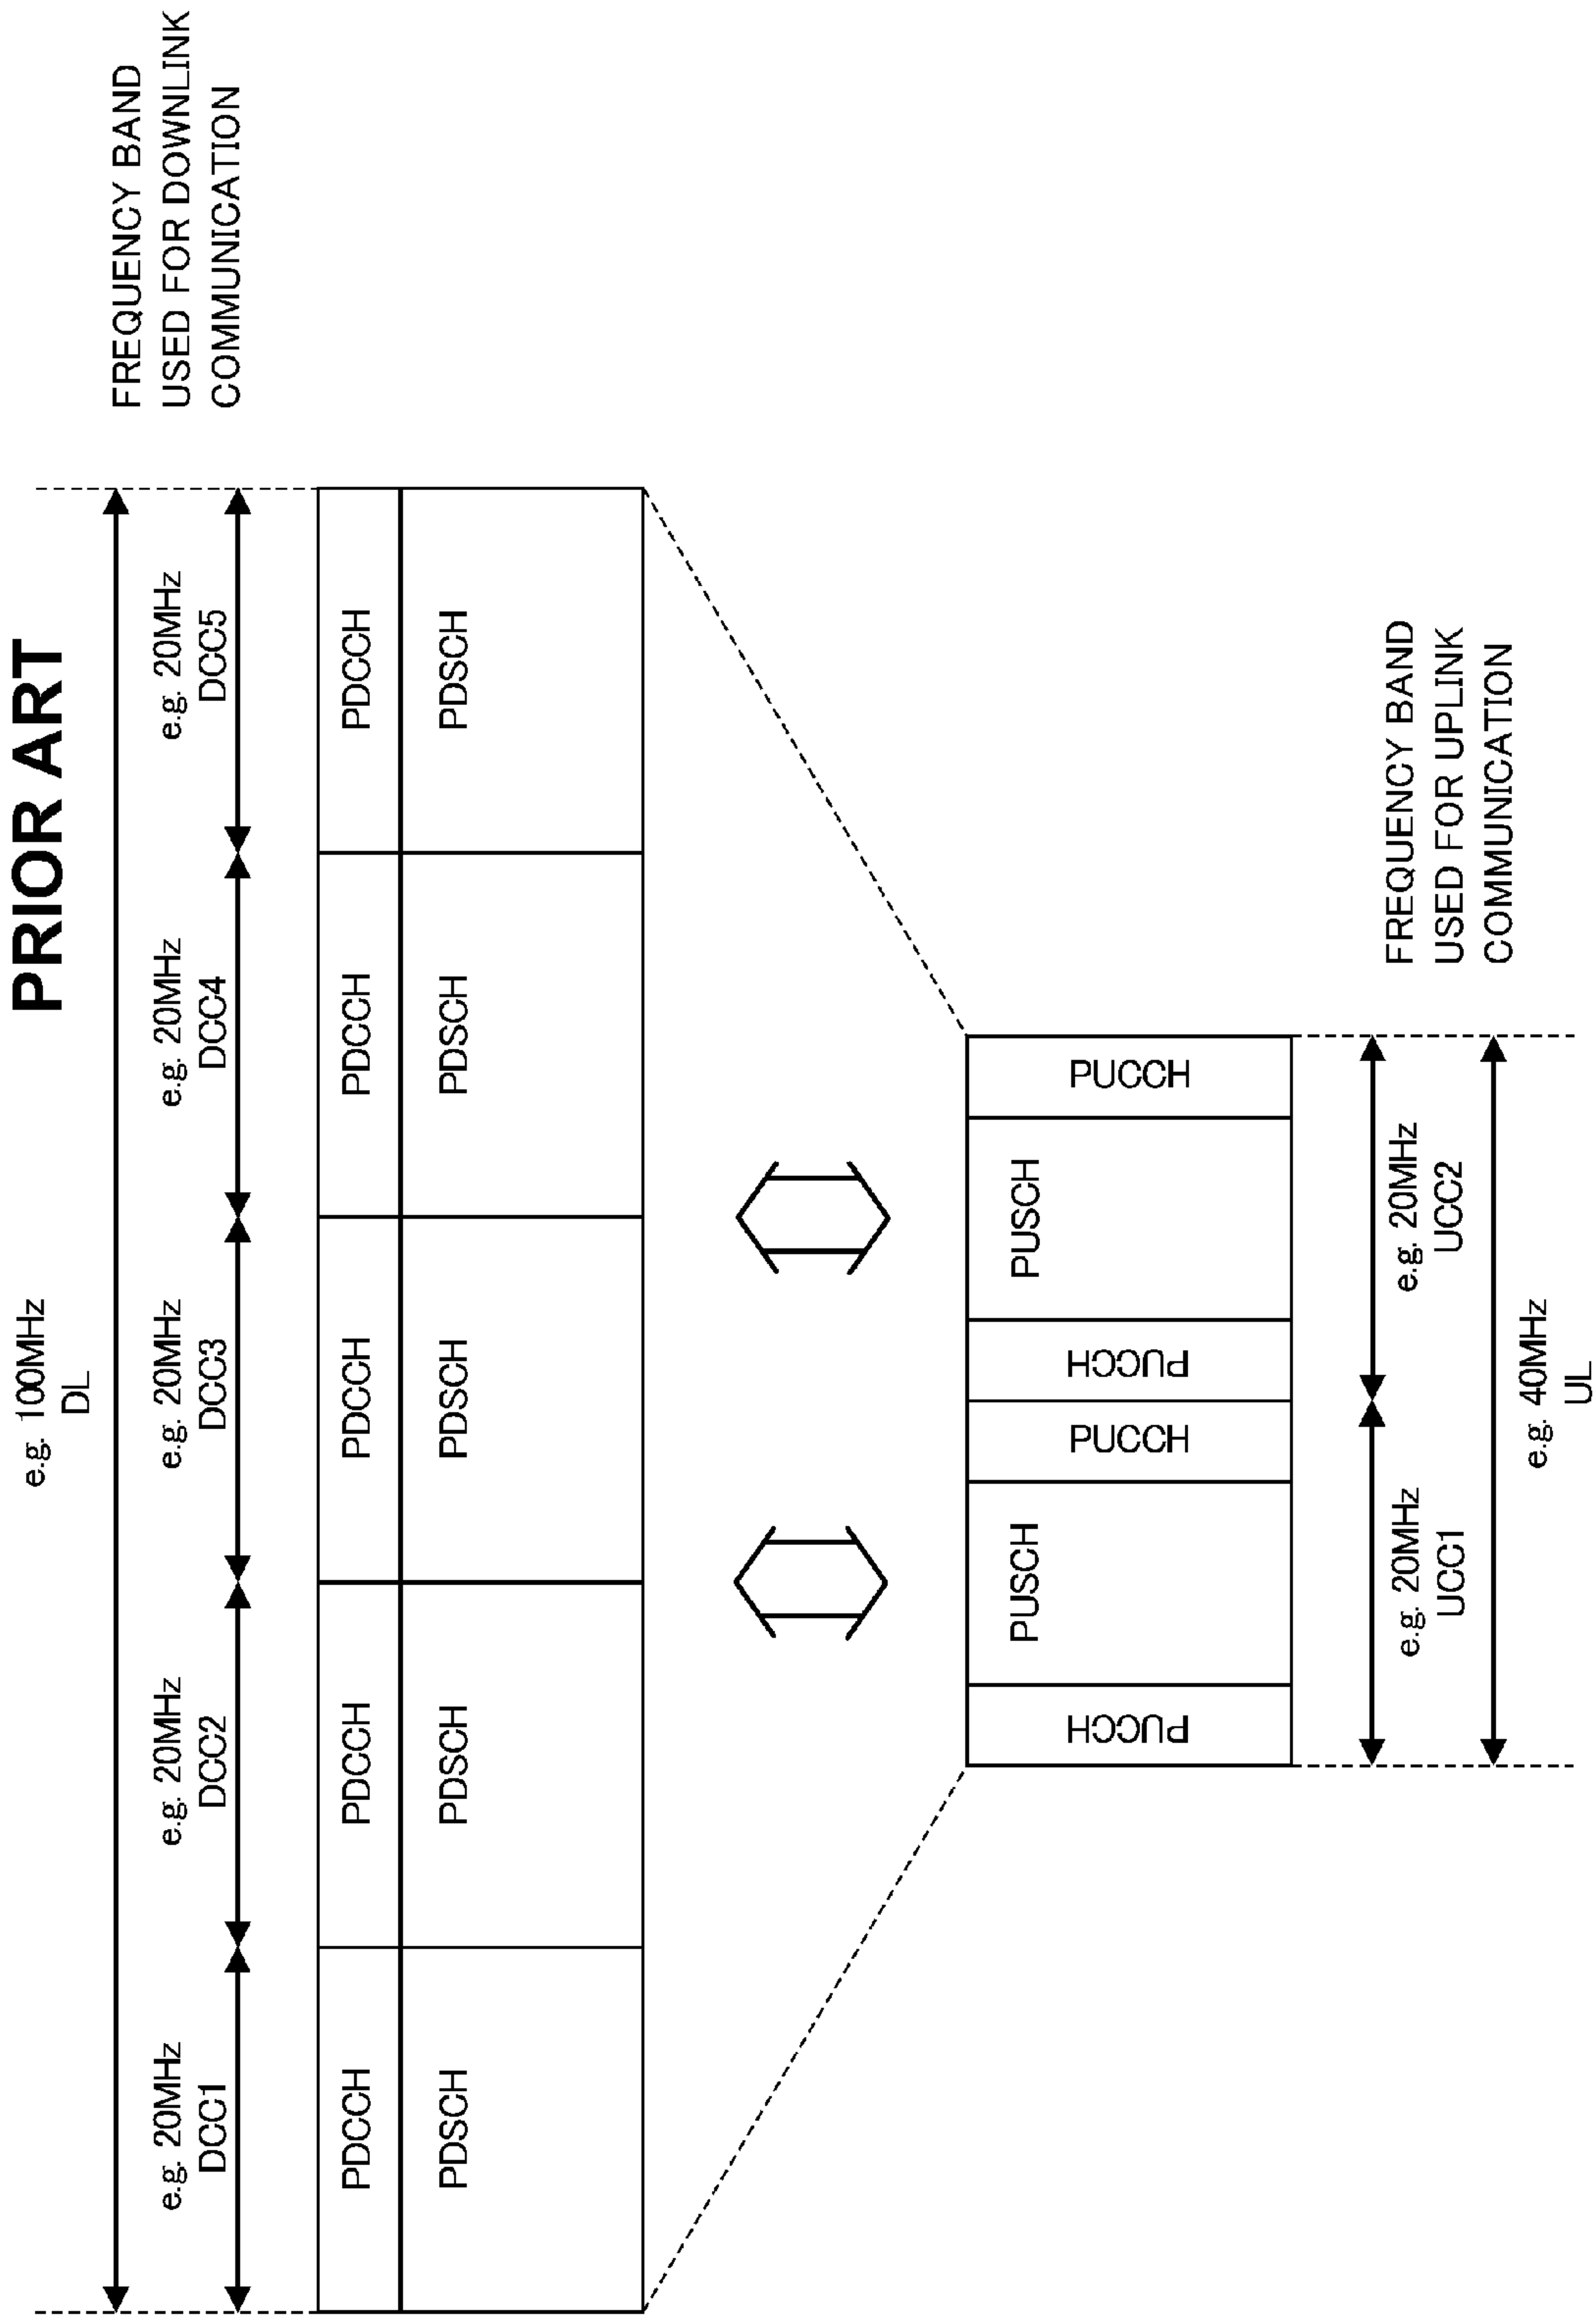 PRIOR ART
e.g. 100MHz
DL
FREQUENCY BAND
USED FOR DOWNLINK
COMMUNICATION
e.g. 20MHz
DCC1
e.g. 20MHz
DCC2
e.g. 20MHz
DCC3
e.g. 20MHz
DCC4
e.g. 20MHz
DCC5
PDCCH
PDCCH
PDCCH
PDCCH
PDCCH
PDSCH
PDSCH
PDSCH
PDSCH
PDSCH
PUCCH
PUSCH
PUCCH
PUCCH
PUSCH
PUCCH
e.g. 20MHz
UCC1
e.g. 20MHz
UCC2
e.g. 40MHz
UL
FREQUENCY BAND
USED FOR UPLINK
COMMUNICATION